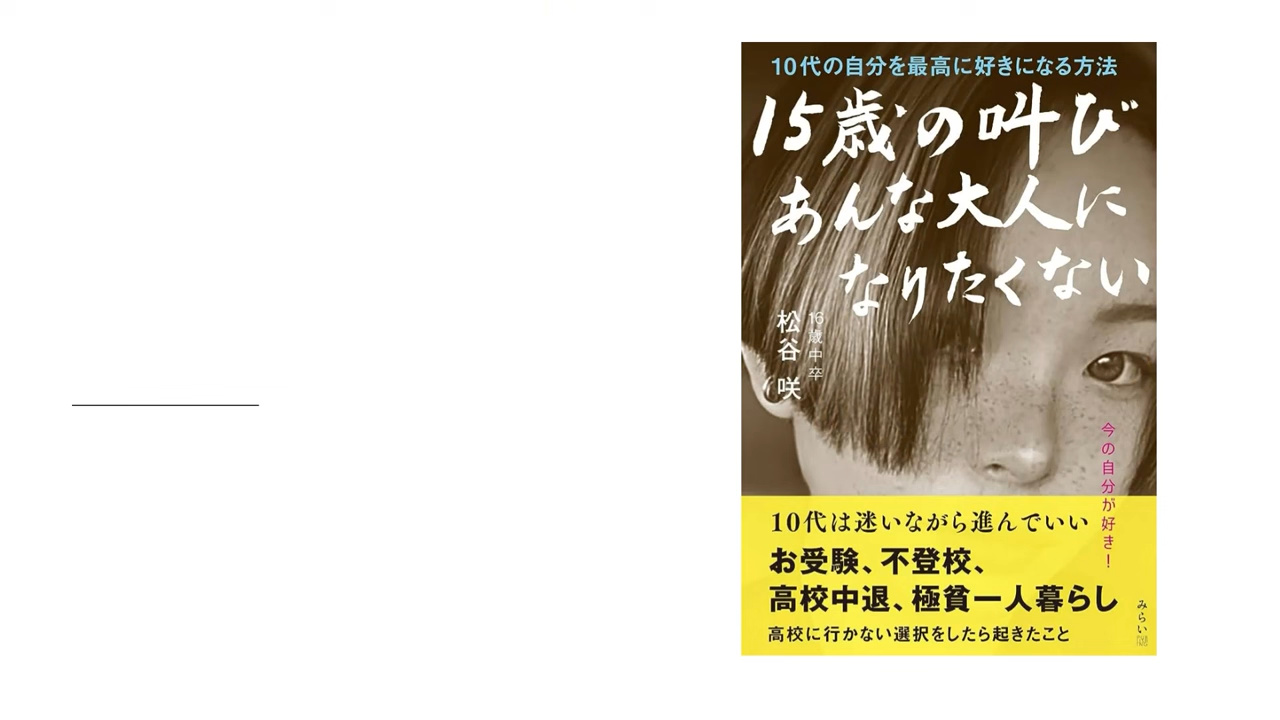 10代の自分を最高に好きになる方法
15歳の叫び
あんな大人に
なりたくない
16歳中卒
松谷 咲
今の自分が好き!
10代は迷いながら進んでいい
お受験、不登校、
高校中退、極貧一人暮らし
高校に行かない選択をしたら起きたこと
みらい